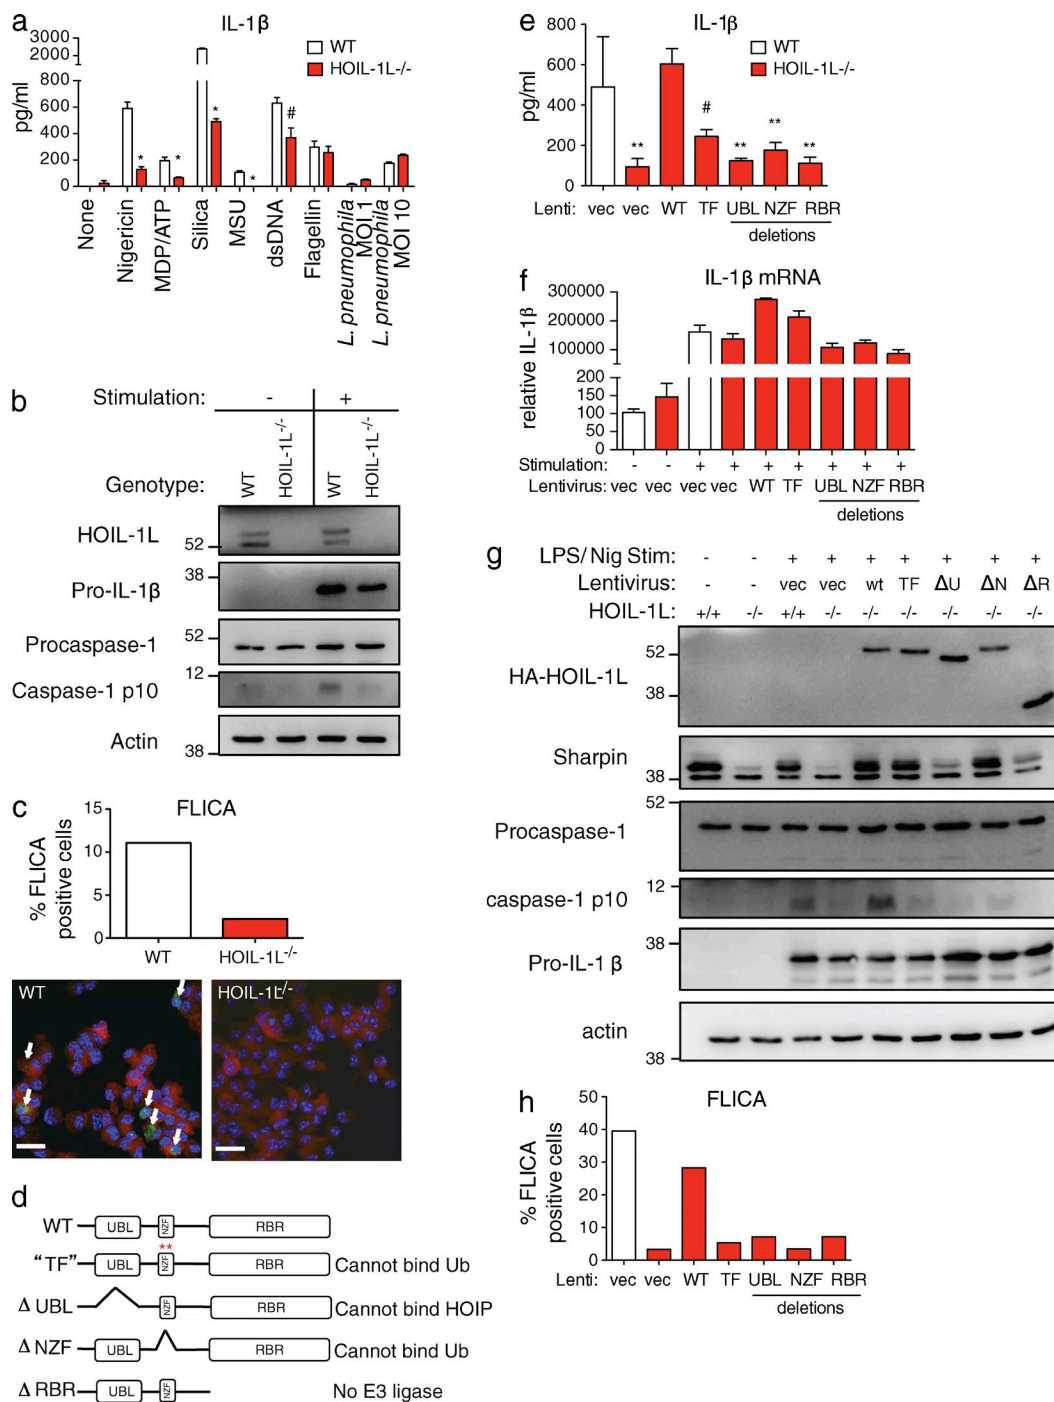 a
IL-1β
3000
2000
800
600
400
200
0
pg/ml
WT
HOIL-1L-/-
* * * * #
None
Nigericin
MDP/ATP
Silica
MSU
dsDNA
Flagellin
L. pneumophila
MOI 1
L. pneumophila
MOI 10
b
Stimulation: - +
Genotype: WT HOIL-1L-/- WT HOIL-1L-/-
HOIL-1L 52
Pro-IL-1β 38
Procaspase-1 52
Caspase-1 p10 12
Actin 38
c
FLICA
15
10
5
0
% FLICA
positive cells
WT HOIL-1L-/-
WT HOIL-1L-/-
d
WT UBL NZF RBR
**
"TF" UBL NZF RBR Cannot bind Ub
Δ UBL NZF RBR Cannot bind HOIP
Δ NZF UBL RBR Cannot bind Ub
Δ RBR UBL NZF No E3 ligase
e
IL-1β
800
600
400
200
0
pg/ml
WT
HOIL-1L-/-
** # ** ** **
Lenti: vec vec WT TF UBL NZF RBR
deletions
f
IL-1β mRNA
300000
200000
100000
200
150
100
50
0
relative IL-1β
Stimulation: - - + + + + + + +
Lentivirus: vec vec vec vec WT TF UBL NZF RBR
deletions
g
LPS/ Nig Stim: - - + + + + + + +
Lentivirus: - - vec vec wt TF ΔU ΔN ΔR
HOIL-1L: +/+ -/- +/+ -/- -/- -/- -/- -/- -/-
HA-HOIL-1L 52
38
Sharpin 38
Procaspase-1 52
caspase-1 p10 12
Pro-IL-1 β 38
actin 38
h
FLICA
50
40
30
20
10
0
% FLICA
positive cells
Lenti: vec vec WT TF UBL NZF RBR
deletions